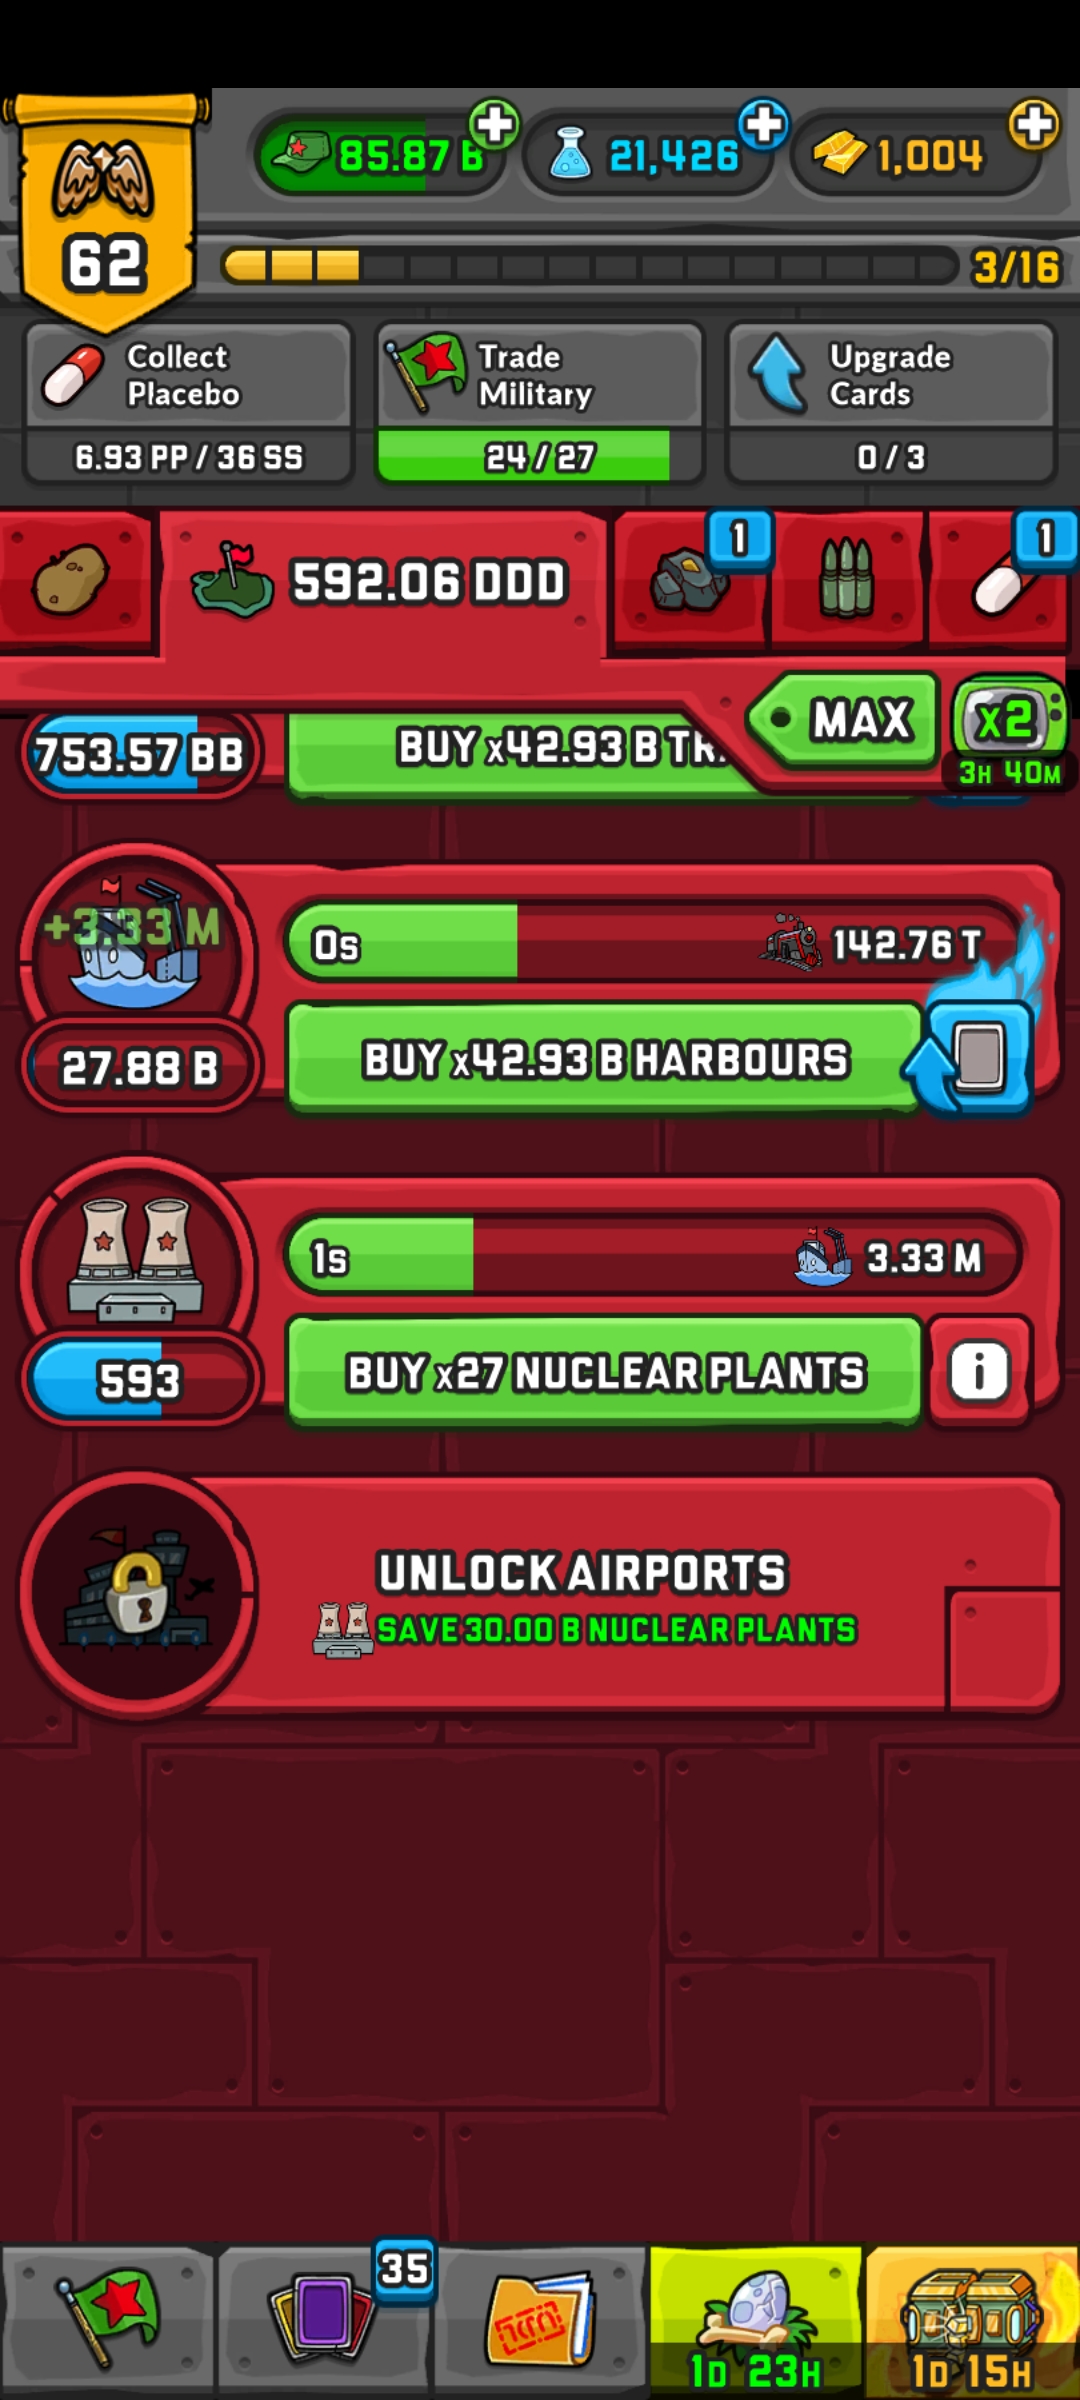 85.87 B
21,426
1,004
62
3/16
Collect
Placebo
6.93 PP / 36 SS
Trade
Military
24 / 27
Upgrade
Cards
0 / 3
592.06 DDD
1
1
MAX
x2
3H 40M
753.57 BB
BUY x42.93 B
+3.33 M
0s
142.76 T
27.88 B
BUY x42.93 B HARBOURS
1s
3.33 M
593
BUY x27 NUCLEAR PLANTS
i
UNLOCK AIRPORTS
SAVE 30.00 B NUCLEAR PLANTS
35
1D 23H
1D 15H